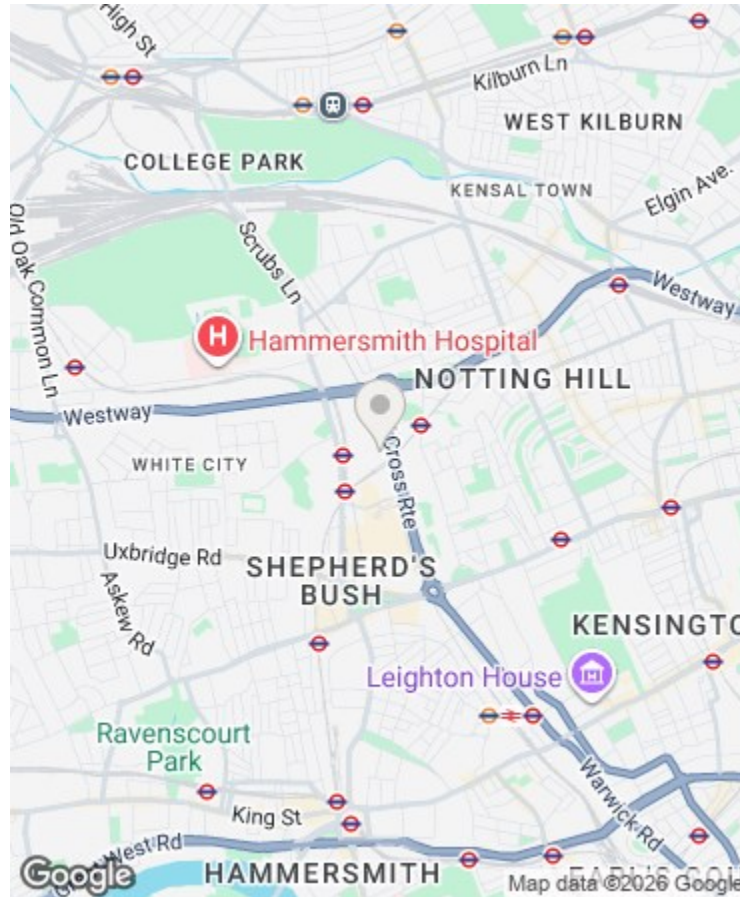 High St
Kilburn Ln
WEST KILBURN
COLLEGE PARK
KENSAL TOWN
Elgin Ave.
Old Oak Common Ln
Scrubs Ln
Westway
H
Hammersmith Hospital
NOTTING HILL
Westway
Cross Rte
WHITE CITY
Uxbridge Rd
SHEPHERD'S
BUSH
Askew Rd
KENSINGTO
Leighton House
Ravenscourt
Park
Warwick Rd
King St
West Rd
HAMMERSMITH
Google
Map data ©2026 Google